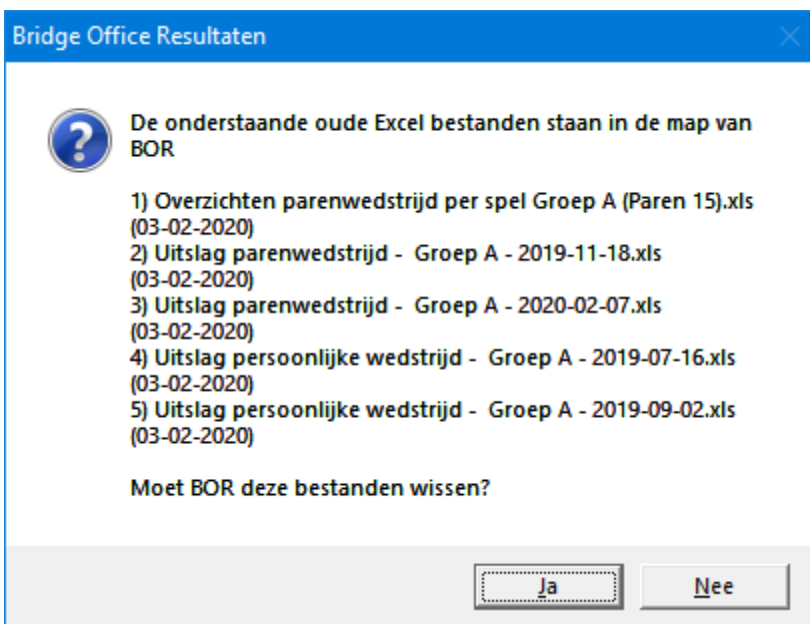 Bridge Office Resultaten
De onderstaande oude Excel bestanden staan in de map van
BOR
1) Overzichten parenwedstrijd per spel Groep A (Paren 15).xls
(03-02-2020)
2) Uitslag parenwedstrijd -  Groep A - 2019-11-18.xls
(03-02-2020)
3) Uitslag parenwedstrijd -  Groep A - 2020-02-07.xls
(03-02-2020)
4) Uitslag persoonlijke wedstrijd -  Groep A - 2019-07-16.xls
(03-02-2020)
5) Uitslag persoonlijke wedstrijd -  Groep A - 2019-09-02.xls
(03-02-2020)
Moet BOR deze bestanden wissen?
Ja
Nee